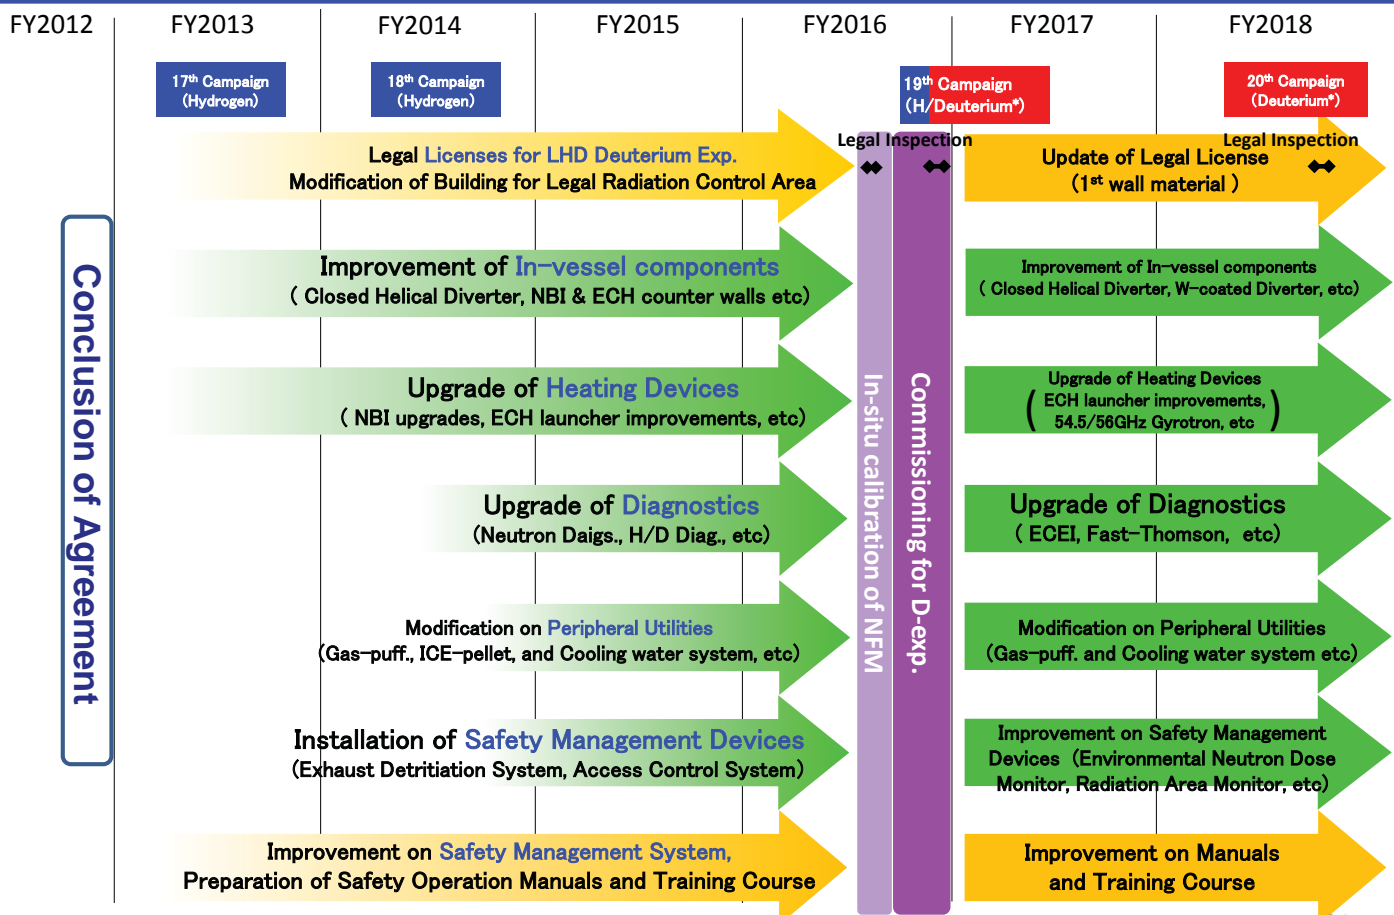 FY2012
FY2013
FY2014
FY2015
FY2016
FY2017
FY2018
17th Campaign
(Hydrogen)
18th Campaign
(Hydrogen)
19th Campaign
(H/Deuterium*)
20th Campaign
(Deuterium*)
Conclusion of Agreement
Legal Licenses for LHD Deuterium Exp.
Modification of Building for Legal Radiation Control Area
Legal Inspection
Update of Legal License
(1st wall material )
Legal Inspection
Improvement of In-vessel components
( Closed Helical Diverter, NBI & ECH counter walls etc)
Improvement of In-vessel components
( Closed Helical Diverter, W-coated Diverter, etc)
Upgrade of Heating Devices
( NBI upgrades, ECH launcher improvements, etc)
Upgrade of Heating Devices
( ECH launcher improvements,
54.5/56GHz Gyrotron, etc )
Upgrade of Diagnostics
(Neutron Daigs., H/D Diag., etc)
Upgrade of Diagnostics
( ECEI, Fast-Thomson, etc)
In-situ calibration of NFM
Commissioning for D-exp.
Modification on Peripheral Utilities
(Gas-puff., ICE-pellet, and Cooling water system, etc)
Modification on Peripheral Utilities
(Gas-puff. and Cooling water system etc)
Installation of Safety Management Devices
(Exhaust Detritiation System, Access Control System)
Improvement on Safety Management
Devices (Environmental Neutron Dose
Monitor, Radiation Area Monitor, etc)
Improvement on Safety Management System,
Preparation of Safety Operation Manuals and Training Course
Improvement on Manuals
and Training Course